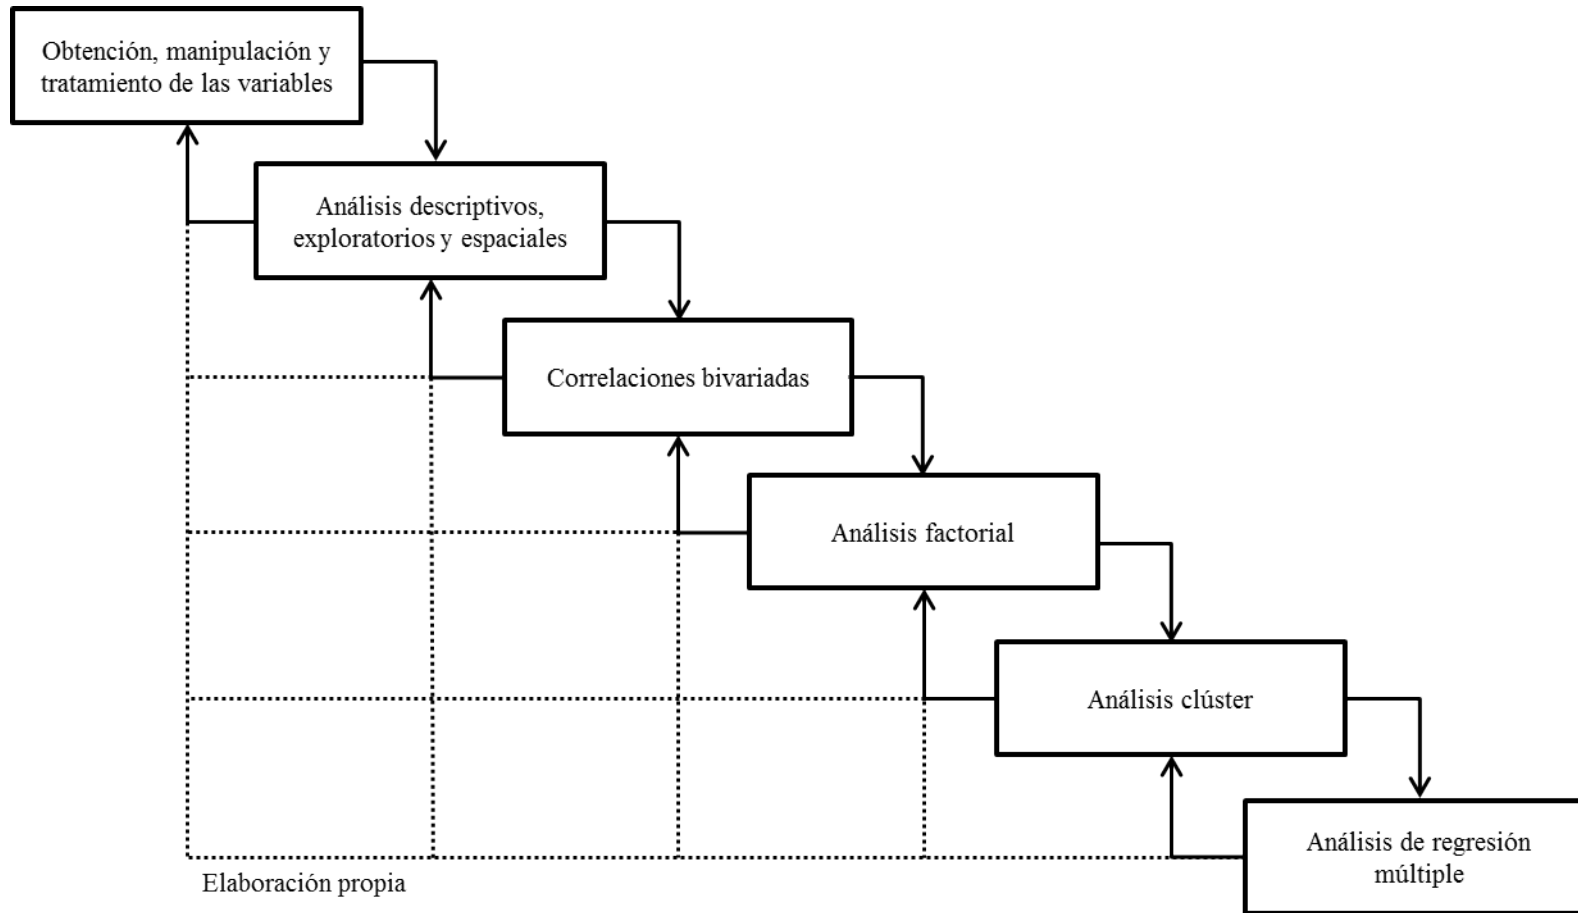 Obtención, manipulación y
tratamiento de las variables
Análisis descriptivos,
exploratorios y espaciales
Correlaciones bivariadas
Análisis factorial
Análisis clúster
Análisis de regresión
múltiple
Elaboración propia